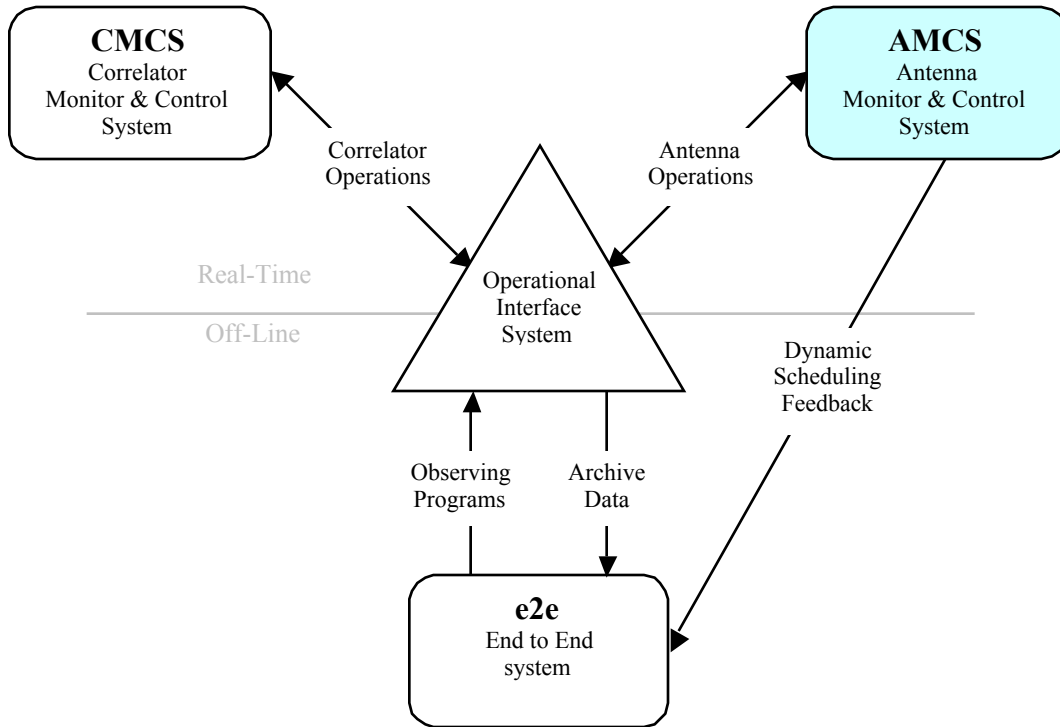 CMCS
Correlator
Monitor & Control
System
AMCS
Antenna
Monitor & Control
System
Correlator
Operations
Antenna
Operations
Real-Time
Operational
Interface
System
Off-Line
Dynamic
Scheduling
Feedback
Observing
Programs
Archive
Data
e2e
End to End
system